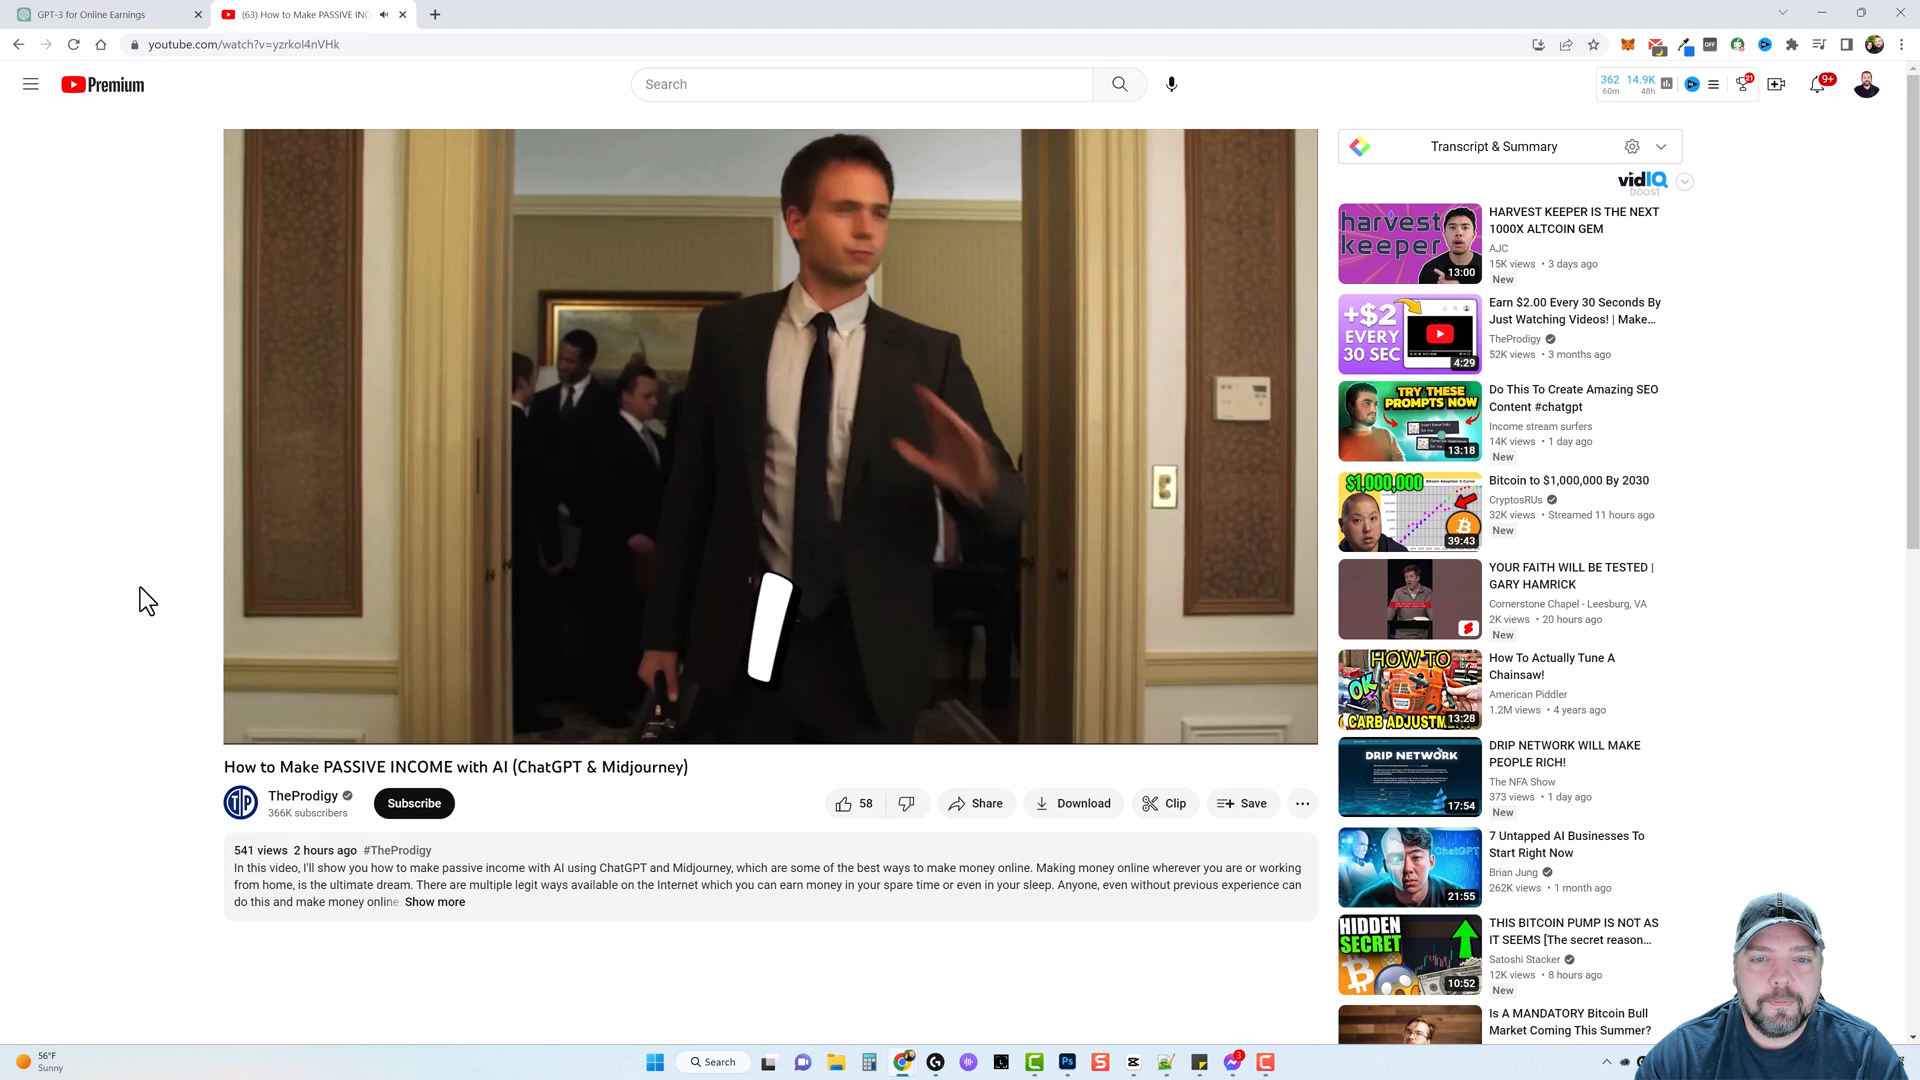 GPT-3 for Online Earnings
(63) How to Make PASSIVE INC
youtube.com/watch?v=yzrkoI4nVHk
OFF
Premium
Search
362
60m
14.9K
48h
21
9+
Transcript & Summary
vidIQ
boost
harvest
keeper
13:00
HARVEST KEEPER IS THE NEXT
1000X ALTCOIN GEM
AJC
15K views • 3 days ago
New
+$2
EVERY
30 SEC
4:29
Earn $2.00 Every 30 Seconds By
Just Watching Videos! | Make...
TheProdigy
52K views • 3 months ago
TRY THESE
PROMPTS NOW
13:18
Do This To Create Amazing SEO
Content #chatgpt
Income stream surfers
14K views • 1 day ago
New
$1,000,000
39:43
Bitcoin to $1,000,000 By 2030
CryptosRUs
32K views • Streamed 11 hours ago
New
YOUR FAITH WILL BE TESTED |
GARY HAMRICK
Cornerstone Chapel - Leesburg, VA
2K views • 20 hours ago
New
HOW TO
OK
CARB ADJUSTM
13:28
How To Actually Tune A
Chainsaw!
American Piddler
1.2M views • 4 years ago
DRIP NETWORK
17:54
DRIP NETWORK WILL MAKE
PEOPLE RICH!
The NFA Show
373 views • 1 day ago
New
ChatGPT
21:55
7 Untapped AI Businesses To
Start Right Now
Brian Jung
262K views • 1 month ago
HIDDEN
SECRET
10:52
THIS BITCOIN PUMP IS NOT AS
IT SEEMS [The secret reason...
Satoshi Stacker
12K views • 8 hours ago
New
Is A MANDATORY Bitcoin Bull
Market Coming This Summer?
How to Make PASSIVE INCOME with AI (ChatGPT & Midjourney)
TP
TheProdigy
366K subscribers
Subscribe
58
Share
Download
Clip
Save
541 views 2 hours ago #TheProdigy
In this video, I'll show you how to make passive income with AI using ChatGPT and Midjourney, which are some of the best ways to make money online. Making money online wherever you are or working
from home, is the ultimate dream. There are multiple legit ways available on the Internet which you can earn money in your spare time or even in your sleep. Anyone, even without previous experience can
do this and make money online. Show more
56°F
Sunny
Search
Ps
3